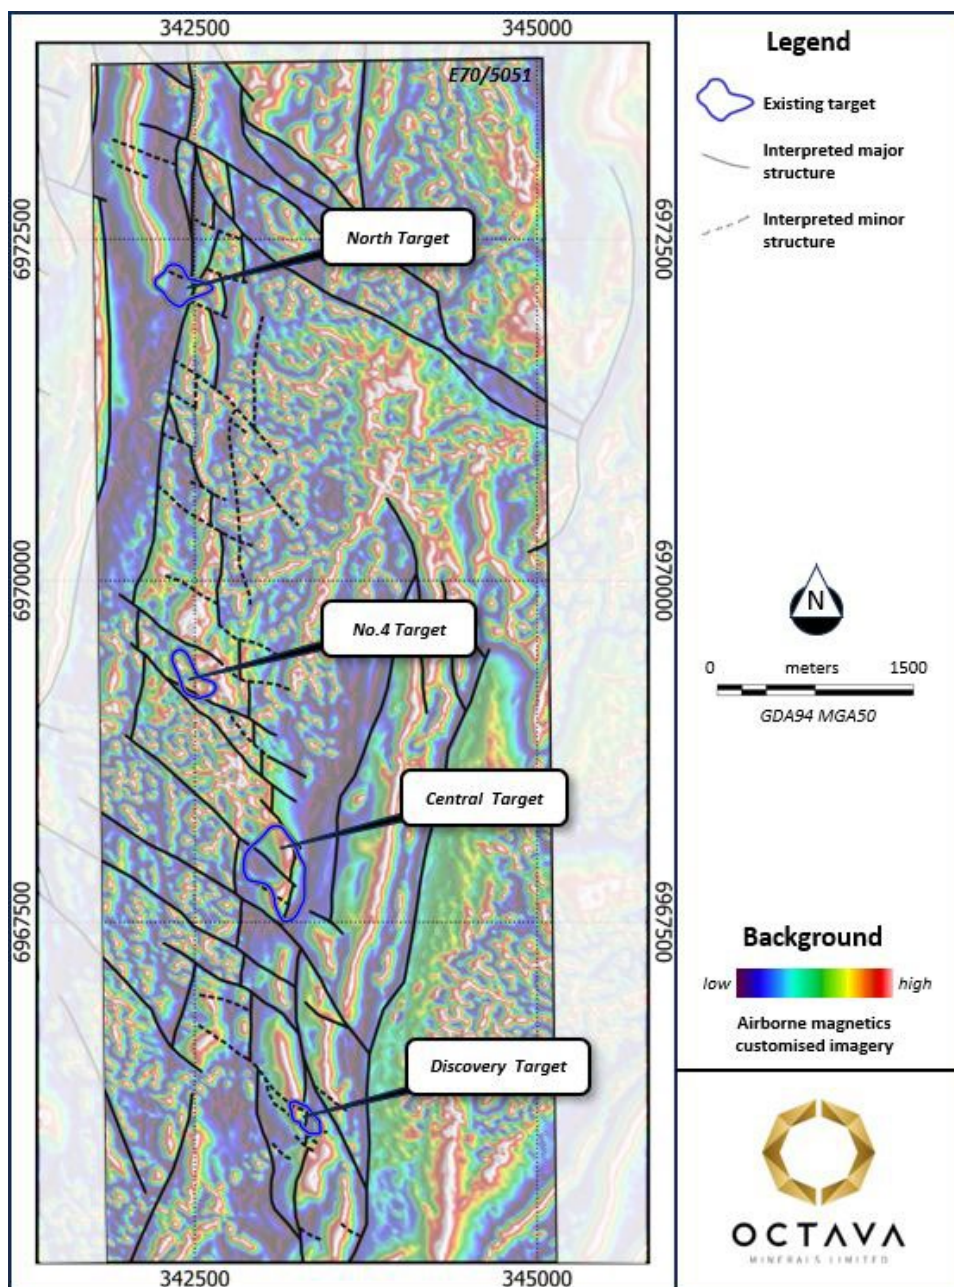 342500
345000
E70/5051
6972500
North Target
6972500
6970000
No.4 Target
6970000
Central Target
6967500
6967500
Discovery Target
342500
345000
Legend
Existing target
Interpreted major
structure
Interpreted minor
structure
N
0 meters 1500
GDA94 MGA50
Background
low high
Airborne magnetics
customised imagery
OCTAVA
MINERALS LIMITED